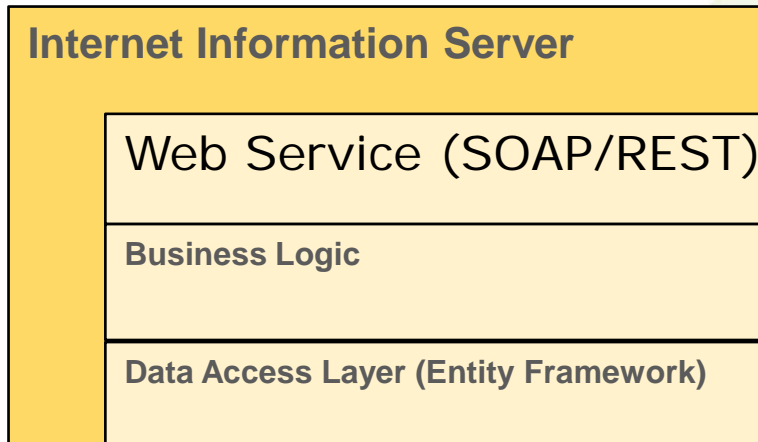 Internet Information Server
Web Service (SOAP/REST)
Business Logic
Data Access Layer (Entity Framework)